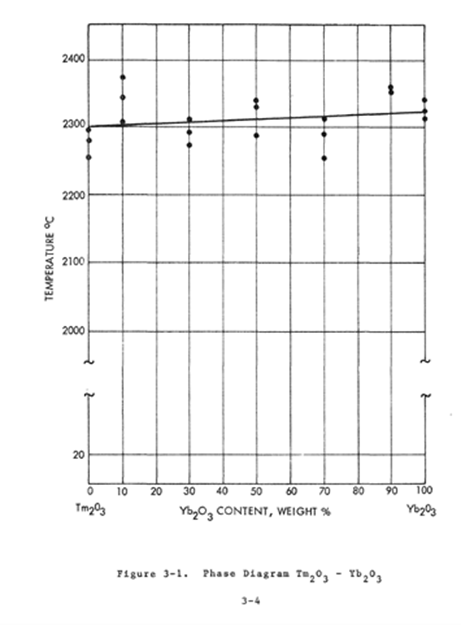 2400
2300
2200
2100
2000
20
TEMPERATURE °C
0 10 20 30 40 50 60 70 80 90 100
Tm2O3 Yb2O3 CONTENT, WEIGHT % Yb2O3
Figure 3-1. Phase Diagram Tm2O3 - Yb2O3
3-4